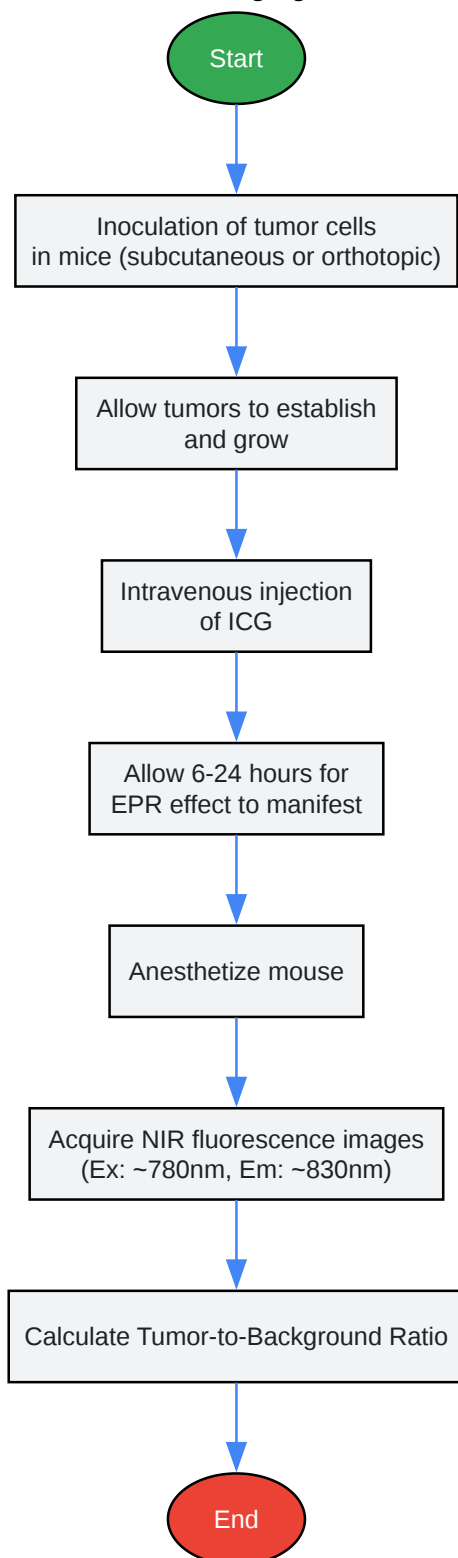 Start
Inoculation of tumor cells
in mice (subcutaneous or orthotopic)
Allow tumors to establish
and grow
Intravenous injection
of ICG
Allow 6-24 hours for
EPR effect to manifest
Anesthetize mouse
Acquire NIR fluorescence images
(Ex: ~780nm, Em: ~830nm)
Calculate Tumor-to-Background Ratio
End